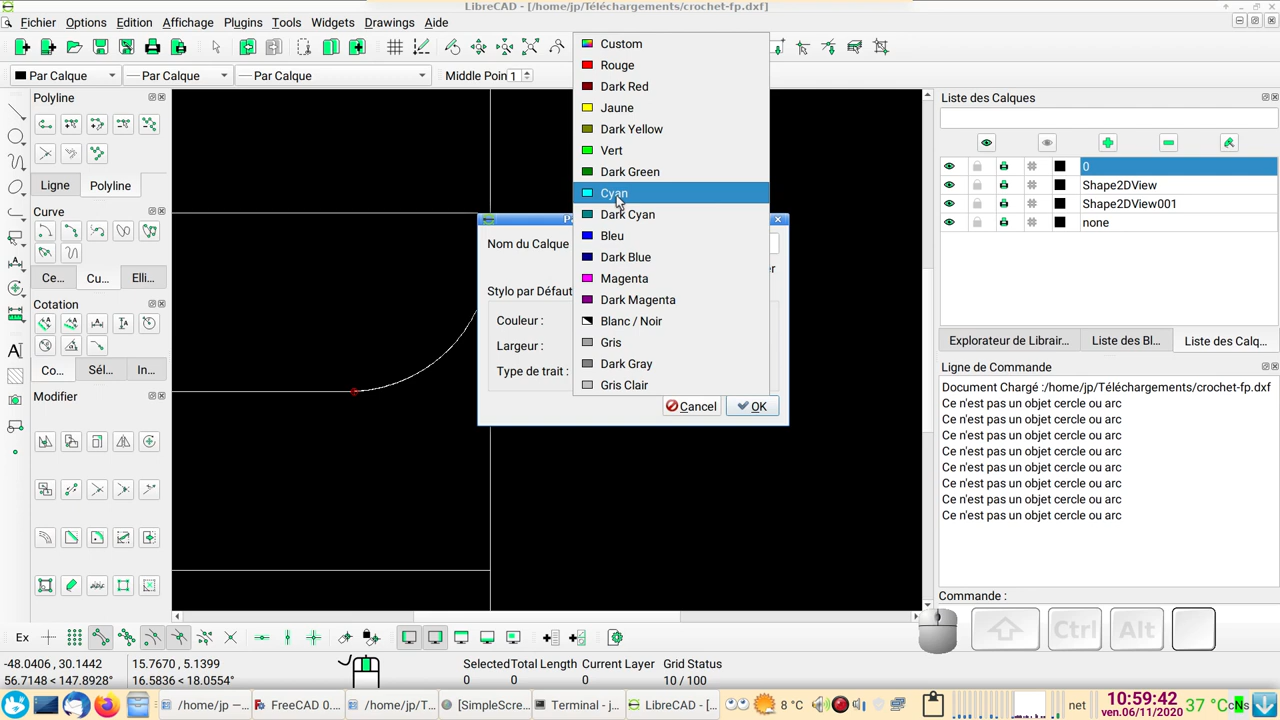 LibreCAD - [/home/jp/Téléchargements/crochet-fp.dxf]
Fichier Options Edition Affichage Plugins Tools Widgets Drawings Aide
Par Calque Par Calque Par Calque Middle Poin 1
Polyline
Ligne Polyline
Curve
Ce... Cu... Elli...
Cotation
Co... Sél... In...
Modifier
Custom
Rouge
Dark Red
Jaune
Dark Yellow
Vert
Dark Green
Cyan
Dark Cyan
Bleu
Dark Blue
Magenta
Dark Magenta
Blanc / Noir
Gris
Dark Gray
Gris Clair
Nom du Calque
Stylo par Défaut
Couleur :
Largeur :
Type de trait :
Cancel OK
Liste des Calques
0
Shape2DView
Shape2DView001
none
Explorateur de Librair... Liste des Bl... Liste des Calq...
Ligne de Commande
Document Chargé :/home/jp/Téléchargements/crochet-fp.dxf
Ce n'est pas un objet cercle ou arc
Ce n'est pas un objet cercle ou arc
Ce n'est pas un objet cercle ou arc
Ce n'est pas un objet cercle ou arc
Ce n'est pas un objet cercle ou arc
Ce n'est pas un objet cercle ou arc
Ce n'est pas un objet cercle ou arc
Ce n'est pas un objet cercle ou arc
Commande :
Ex
Ctrl Alt
-48.0406 , 30.1442 15.7670 , 5.1399 Selected Total Length Current Layer Grid Status
56.7148 < 147.8928° 16.5836 < 18.0554° 0 0 0 10 / 100
/home/jp —... FreeCAD 0.... /home/jp/T... [SimpleScre... Terminal - j... LibreCAD - [... 8 °C net 10:59:42 37 °C
ven.06/11/2020